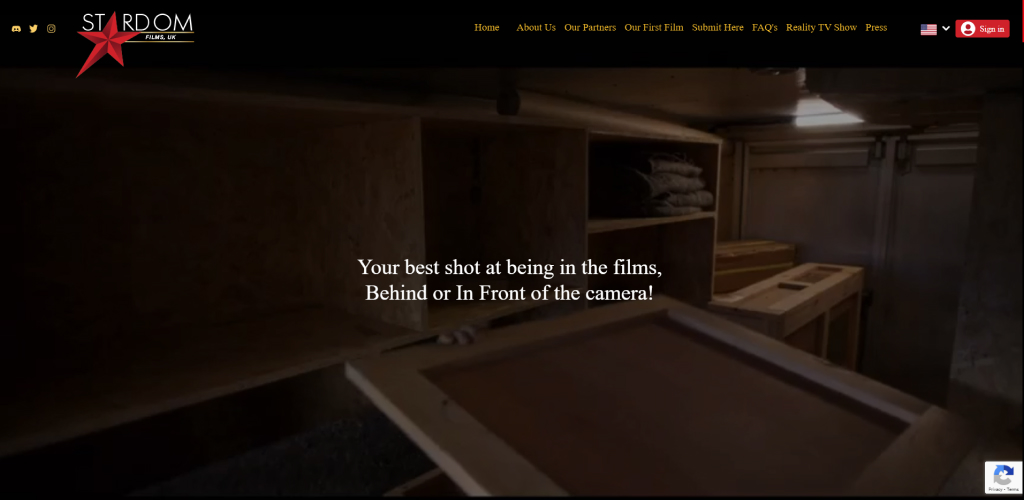 STARDOM
FILMS, UK
Home About Us Our Partners Our First Film Submit Here FAQ's Reality TV Show Press
Sign in
Your best shot at being in the films,
Behind or In Front of the camera!
Privacy - Terms